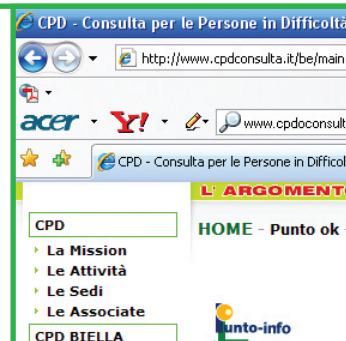 CPD - Consulta per le Persone in Difficoltà
http://www.cpdconsulta.it/be/main
acer Y! www.cpdoconsult
CPD - Consulta per le Persone in Difficol
L' ARGOMENTO
CPD
HOME - Punto ok
La Mission
Le Attività
Le Sedi
Le Associate
Punto-info
CPD BIELLA